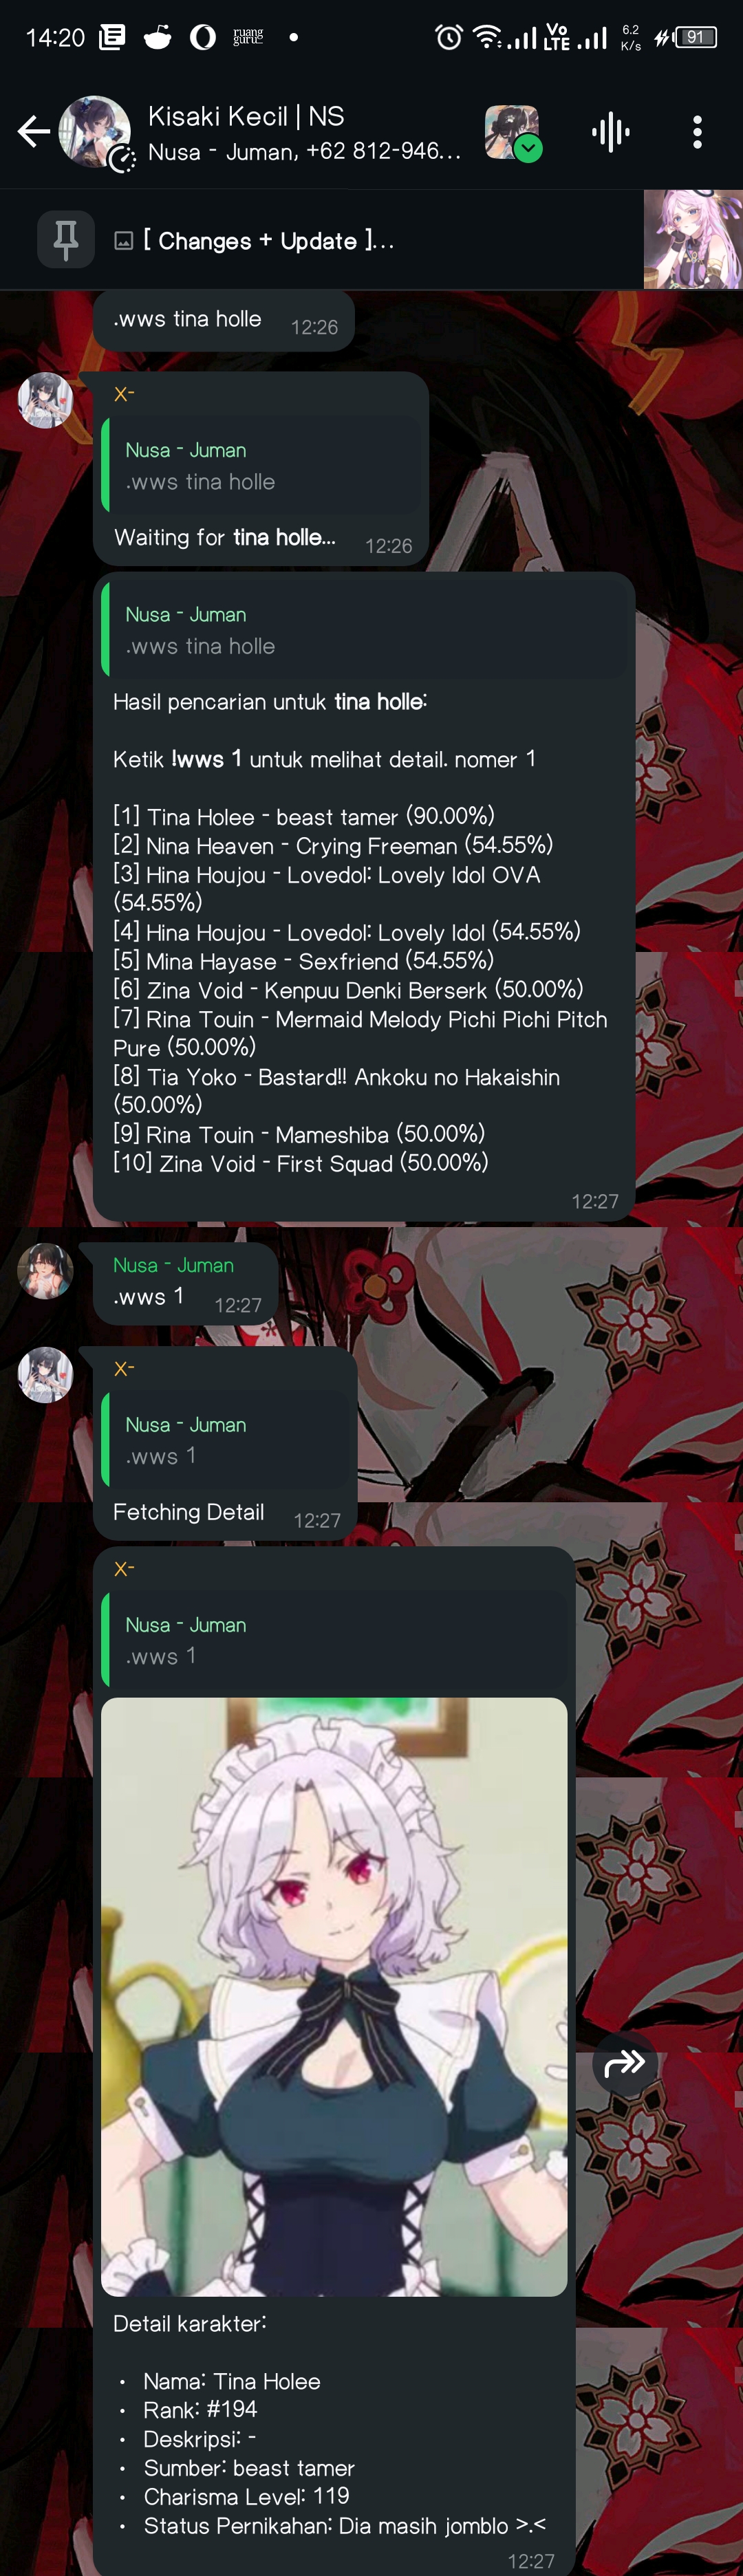 14:20
ruang
guru
Vo
LTE
6.2
K/s
91
Kisaki Kecil | NS
Nusa - Juman, +62 812-946...
[ Changes + Update ]...
.wws tina holle 12:26
X-
Nusa - Juman
.wws tina holle
Waiting for tina holle... 12:26
Nusa - Juman
.wws tina holle
Hasil pencarian untuk tina holle:
Ketik !wws 1 untuk melihat detail. nomer 1
[1] Tina Holee - beast tamer (90.00%)
[2] Nina Heaven - Crying Freeman (54.55%)
[3] Hina Houjou - Lovedol: Lovely Idol OVA
(54.55%)
[4] Hina Houjou - Lovedol: Lovely Idol (54.55%)
[5] Mina Hayase - Sexfriend (54.55%)
[6] Zina Void - Kenpuu Denki Berserk (50.00%)
[7] Rina Touin - Mermaid Melody Pichi Pichi Pitch
Pure (50.00%)
[8] Tia Yoko - Bastard!! Ankoku no Hakaishin
(50.00%)
[9] Rina Touin - Mameshiba (50.00%)
[10] Zina Void - First Squad (50.00%)
12:27
Nusa - Juman
.wws 1 12:27
X-
Nusa - Juman
.wws 1
Fetching Detail 12:27
X-
Nusa - Juman
.wws 1
Detail karakter:
• Nama: Tina Holee
• Rank: #194
• Deskripsi: -
• Sumber: beast tamer
• Charisma Level: 119
• Status Pernikahan: Dia masih jomblo >.<
12:27